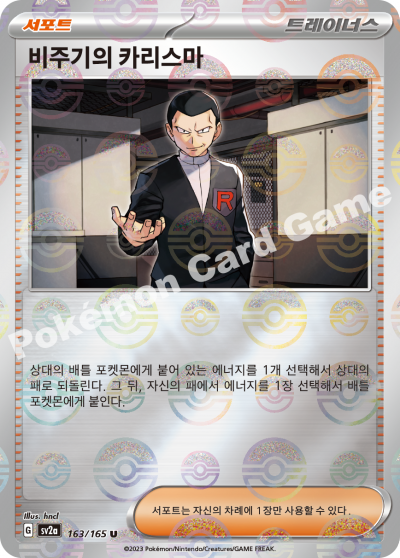 서포트
트레이너스
비주기의 카리스마
R
Pokémon Card Game
상대의 배틀 포켓몬에게 붙어 있는 에너지를 1개 선택해서 상대의
패로 되돌린다. 그 뒤, 자신의 패에서 에너지를 1장 선택해서 배틀
포켓몬에게 붙인다.
Illus. hncl
G sv2a 163/165 U
서포트는 자신의 차례에 1장만 사용할 수 있다.
©2023 Pokémon/Nintendo/Creatures/GAME FREAK.